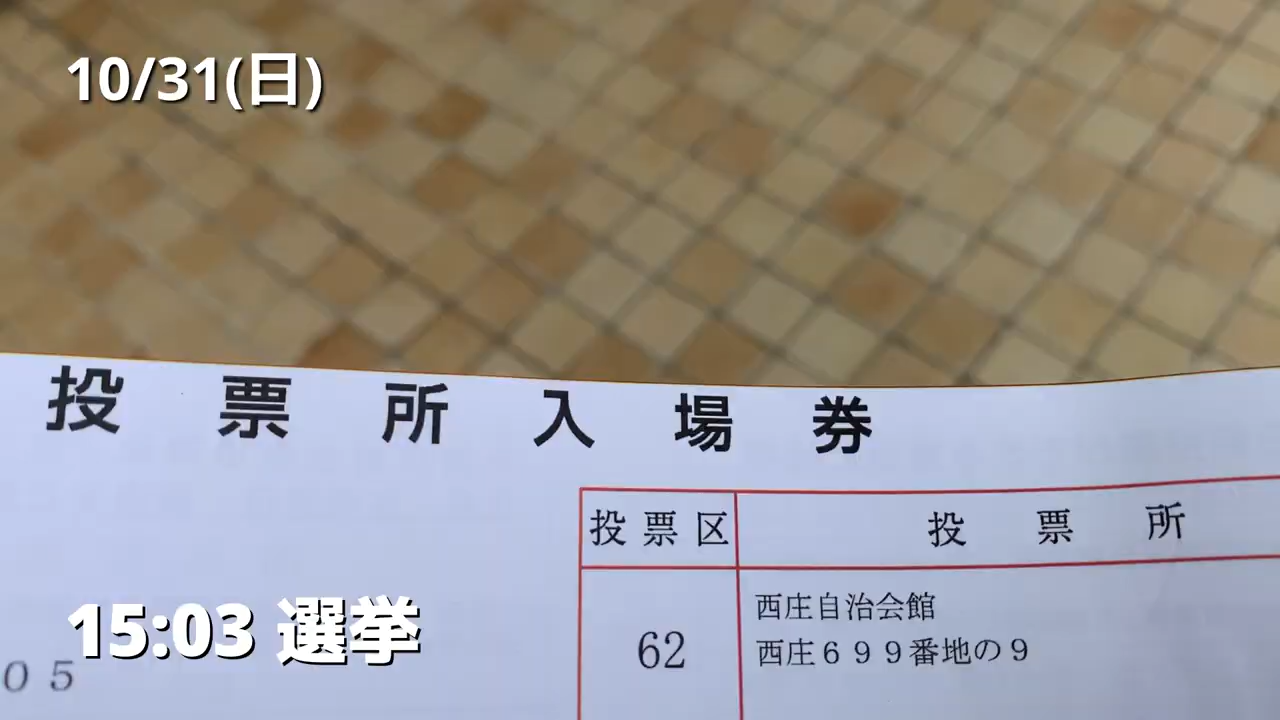 10/31(日)
投票所入場券
投票区 投票所
西庄自治会館
62 西庄699番地の9
15:03 選挙
05